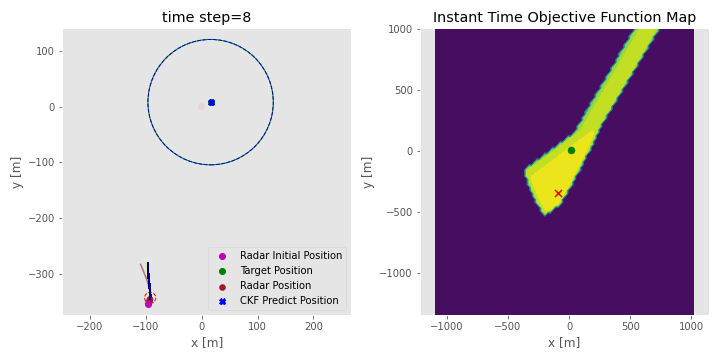 time step=8
y [m]
100
0
−100
−200
−300
−200
−100
0
100
200
x [m]
Radar Initial Position
Target Position
Radar Position
CKF Predict Position
Instant Time Objective Function Map
y [m]
1000
500
0
−500
−1000
−1000
−500
0
500
1000
x [m]